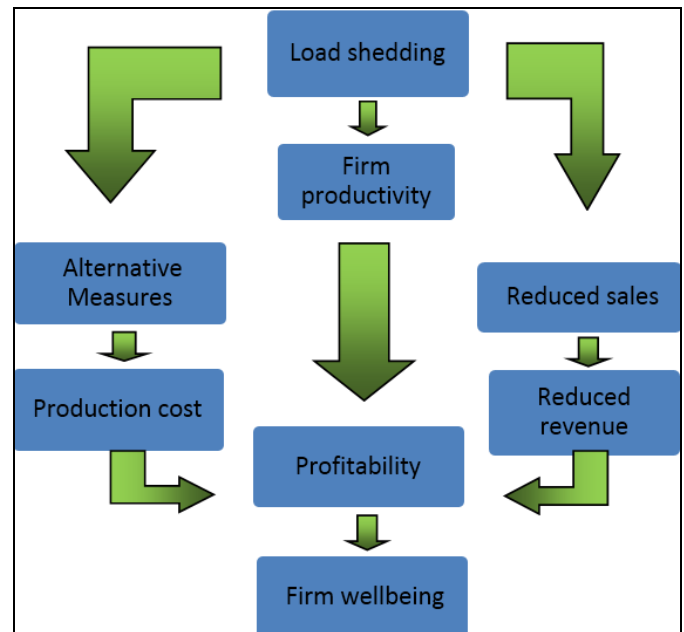 Load shedding
Firm
productivity
Alternative
Measures
Reduced sales
Production cost
Reduced
revenue
Profitability
Firm wellbeing